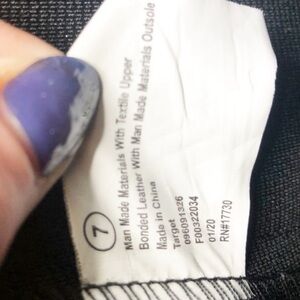 7
Man Made Materials With Textile Upper
Bonded Leather With Man Made Materials Outsole
Made in China
Target
096091326
F00322034
01/20
RN#17730